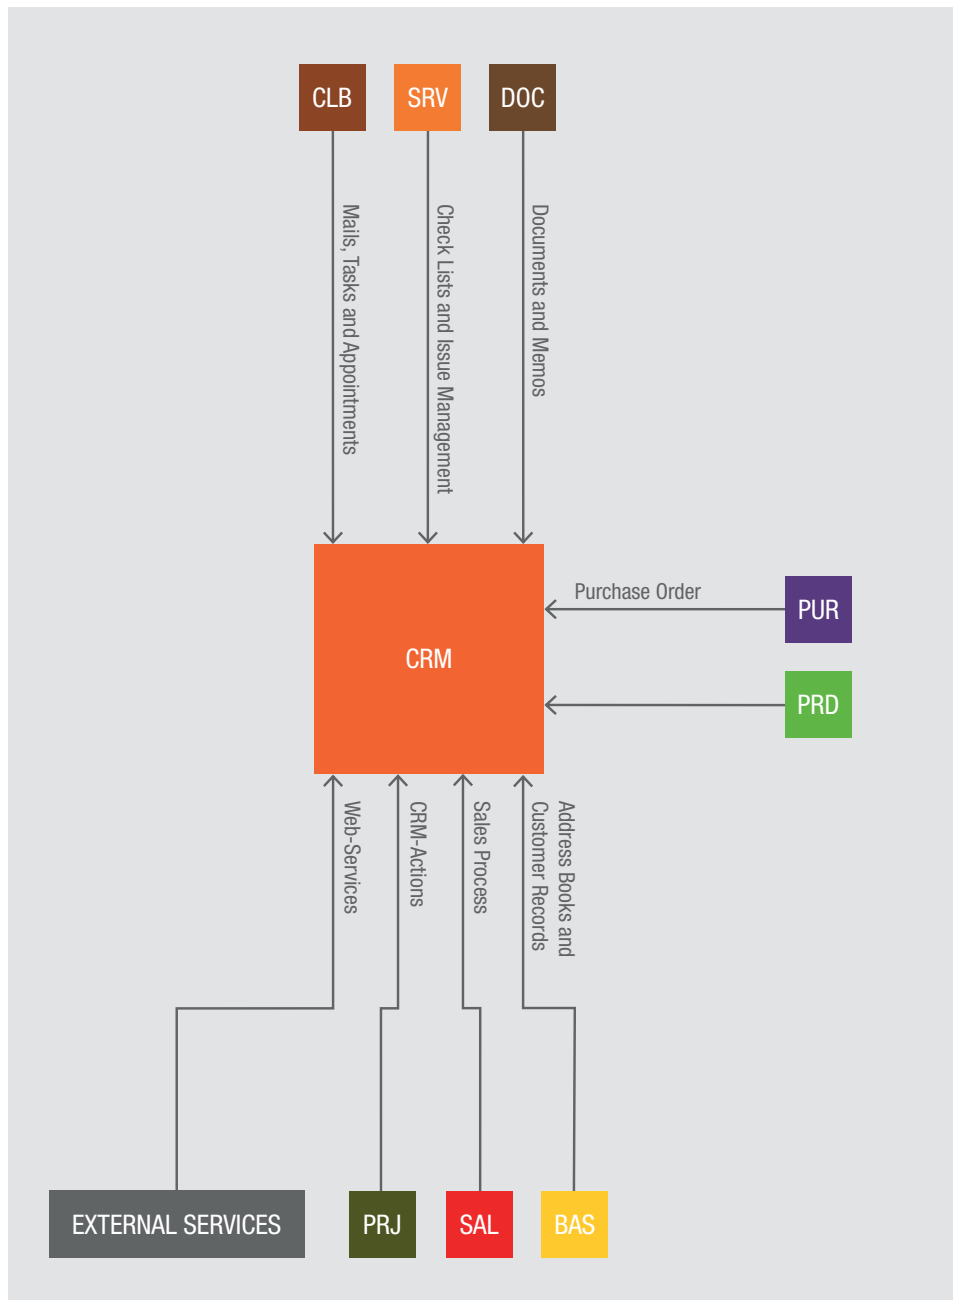 CLB
SRV
DOC
Mails, Tasks and Appointments
Check Lists and Issue Management
Documents and Memos
Purchase Order
PUR
CRM
PRD
Web-Services
CRM-Actions
Sales Process
Address Books and
Customer Records
EXTERNAL SERVICES
PRJ
SAL
BAS